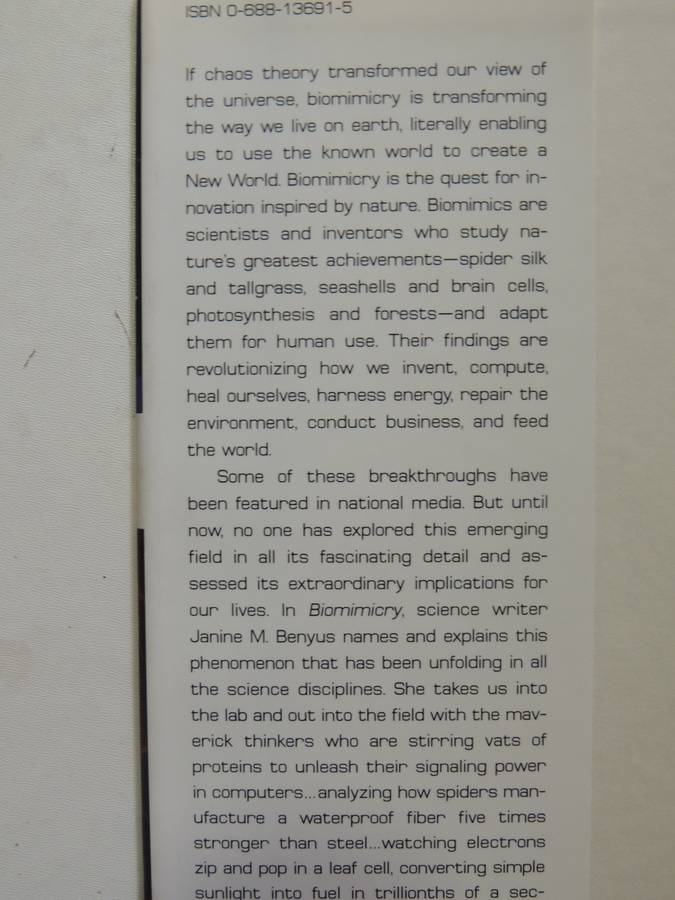 ISBN 0-688-13691-5
If chaos theory transformed our view of
the universe, biomimicry is transforming
the way we live on earth, literally enabling
us to use the known world to create a
New World. Biomimicry is the quest for in-
novation inspired by nature. Biomimics are
scientists and inventors who study na-
ture's greatest achievements—spider silk
and tallgrass, seashells and brain cells,
photosynthesis and forests—and adapt
them for human use. Their findings are
revolutionizing how we invent, compute,
heal ourselves, harness energy, repair the
environment, conduct business, and feed
the world.
Some of these breakthroughs have
been featured in national media. But until
now, no one has explored this emerging
field in all its fascinating detail and as-
sessed its extraordinary implications for
our lives. In Biomimicry, science writer
Janine M. Benyus names and explains this
phenomenon that has been unfolding in all
the science disciplines. She takes us into
the lab and out into the field with the mav-
erick thinkers who are stirring vats of
proteins to unleash their signaling power
in computers...analyzing how spiders man-
ufacture a waterproof fiber five times
stronger than steel...watching electrons
zip and pop in a leaf cell, converting simple
sunlight into fuel in trillionths of a sec-